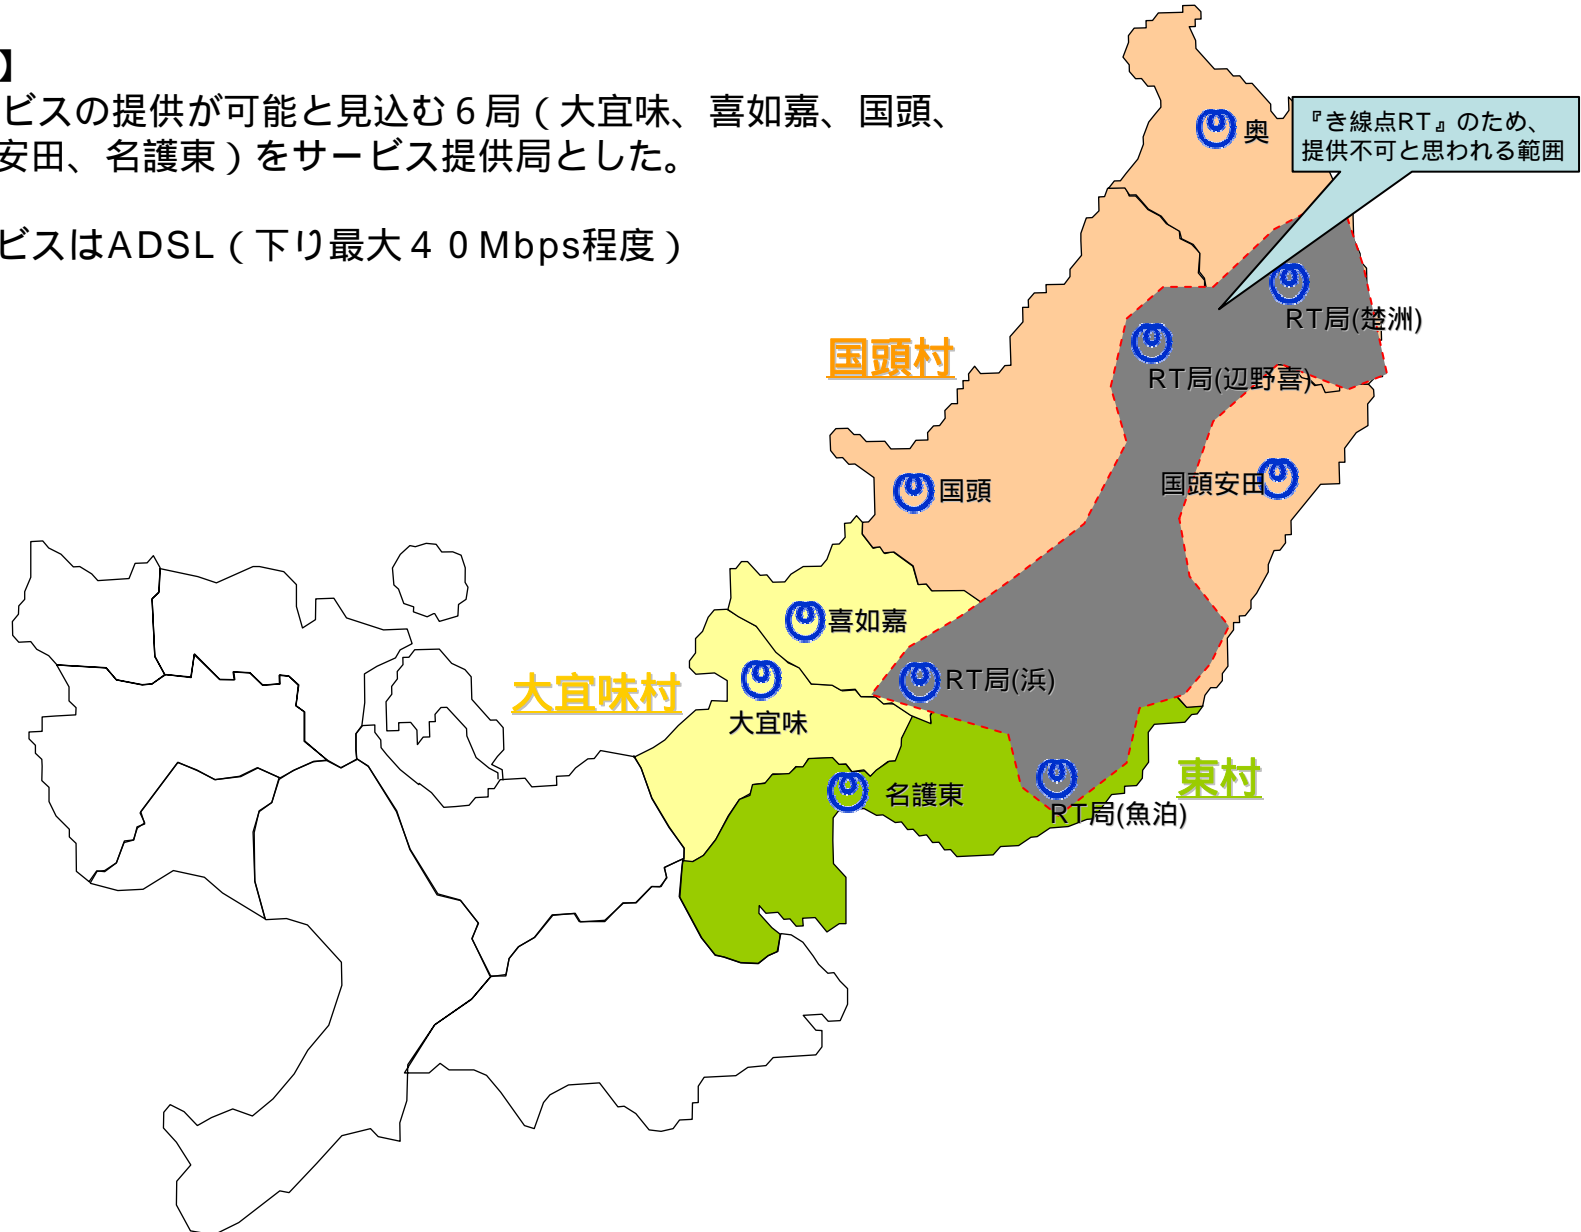 】
ビスの提供が可能と見込む６局（大宜味、喜如嘉、国頭、
安田、名護東）をサービス提供局とした。
ビスはADSL（下り最大４０Mbps程度）
『き線点RT』のため、
提供不可と思われる範囲
奥
RT局(楚洲)
国頭村
RT局(辺野喜)
国頭安田
国頭
喜如嘉
RT局(浜)
大宜味村
大宜味
東村
名護東
RT局(魚泊)